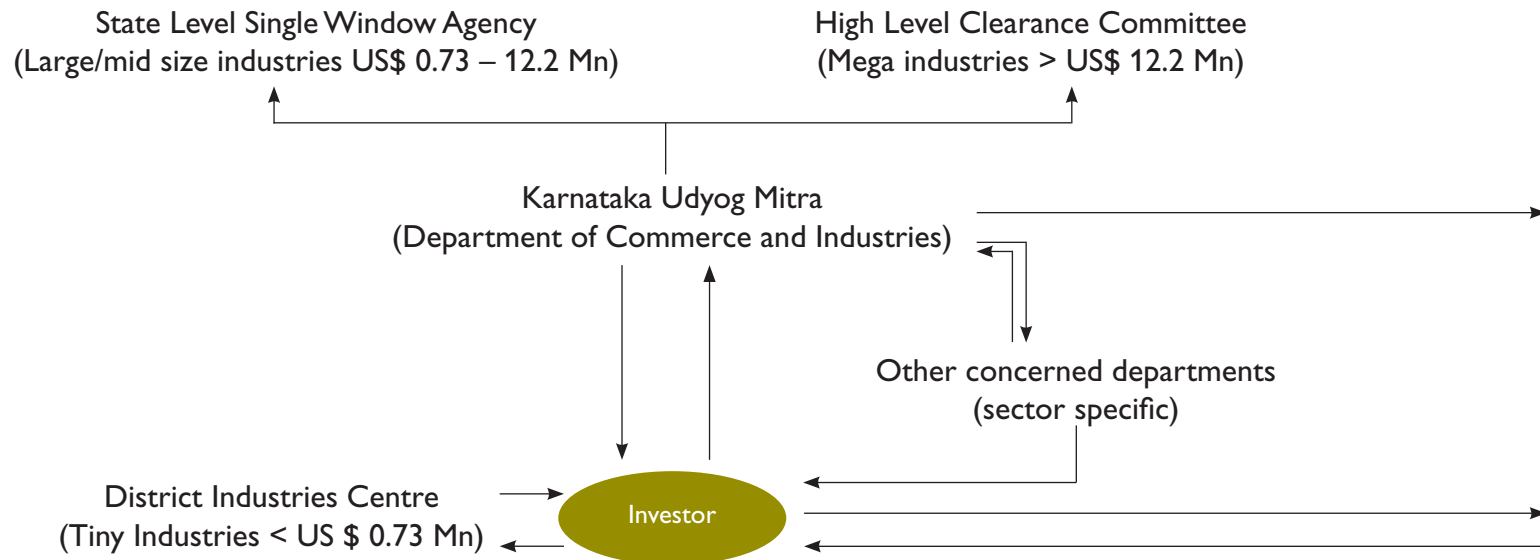 State Level Single Window Agency
(Large/mid size industries US$ 0.73 – 12.2 Mn)
High Level Clearance Committee
(Mega industries > US$ 12.2 Mn)
Karnataka Udyog Mitra
(Department of Commerce and Industries)
Other concerned departments
(sector specific)
District Industries Centre
(Tiny Industries < US $ 0.73 Mn)
Investor